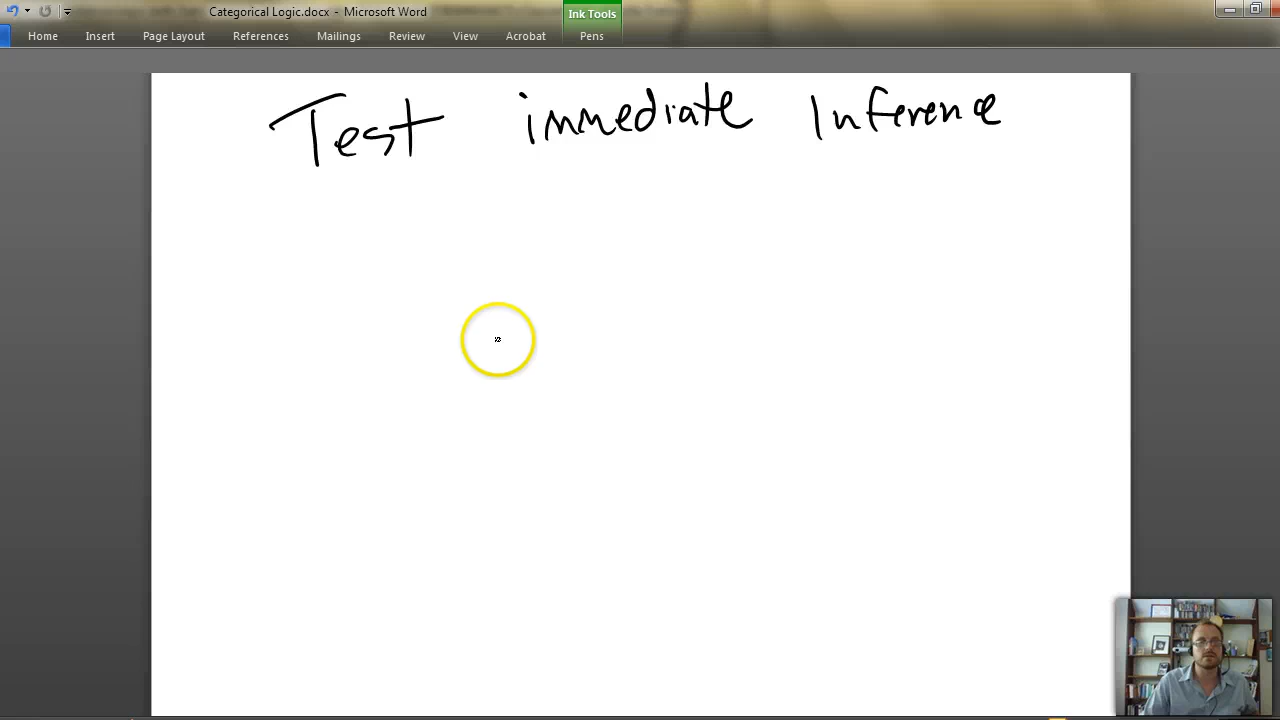 Categorical Logic.docx - Microsoft Word
Ink Tools
Home Insert Page Layout References Mailings Review View Acrobat Pens
Test immediate Inference